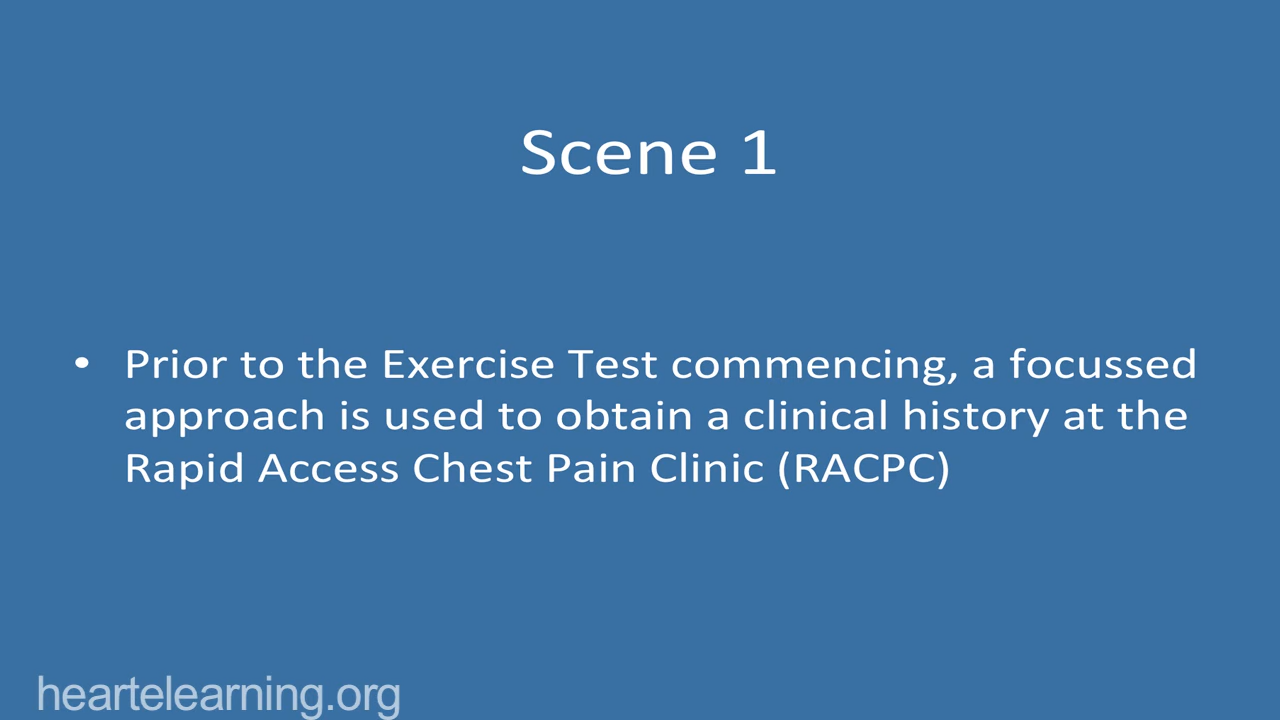 Scene 1
• Prior to the Exercise Test commencing, a focussed
approach is used to obtain a clinical history at the
Rapid Access Chest Pain Clinic (RACPC)
heartelearning.org